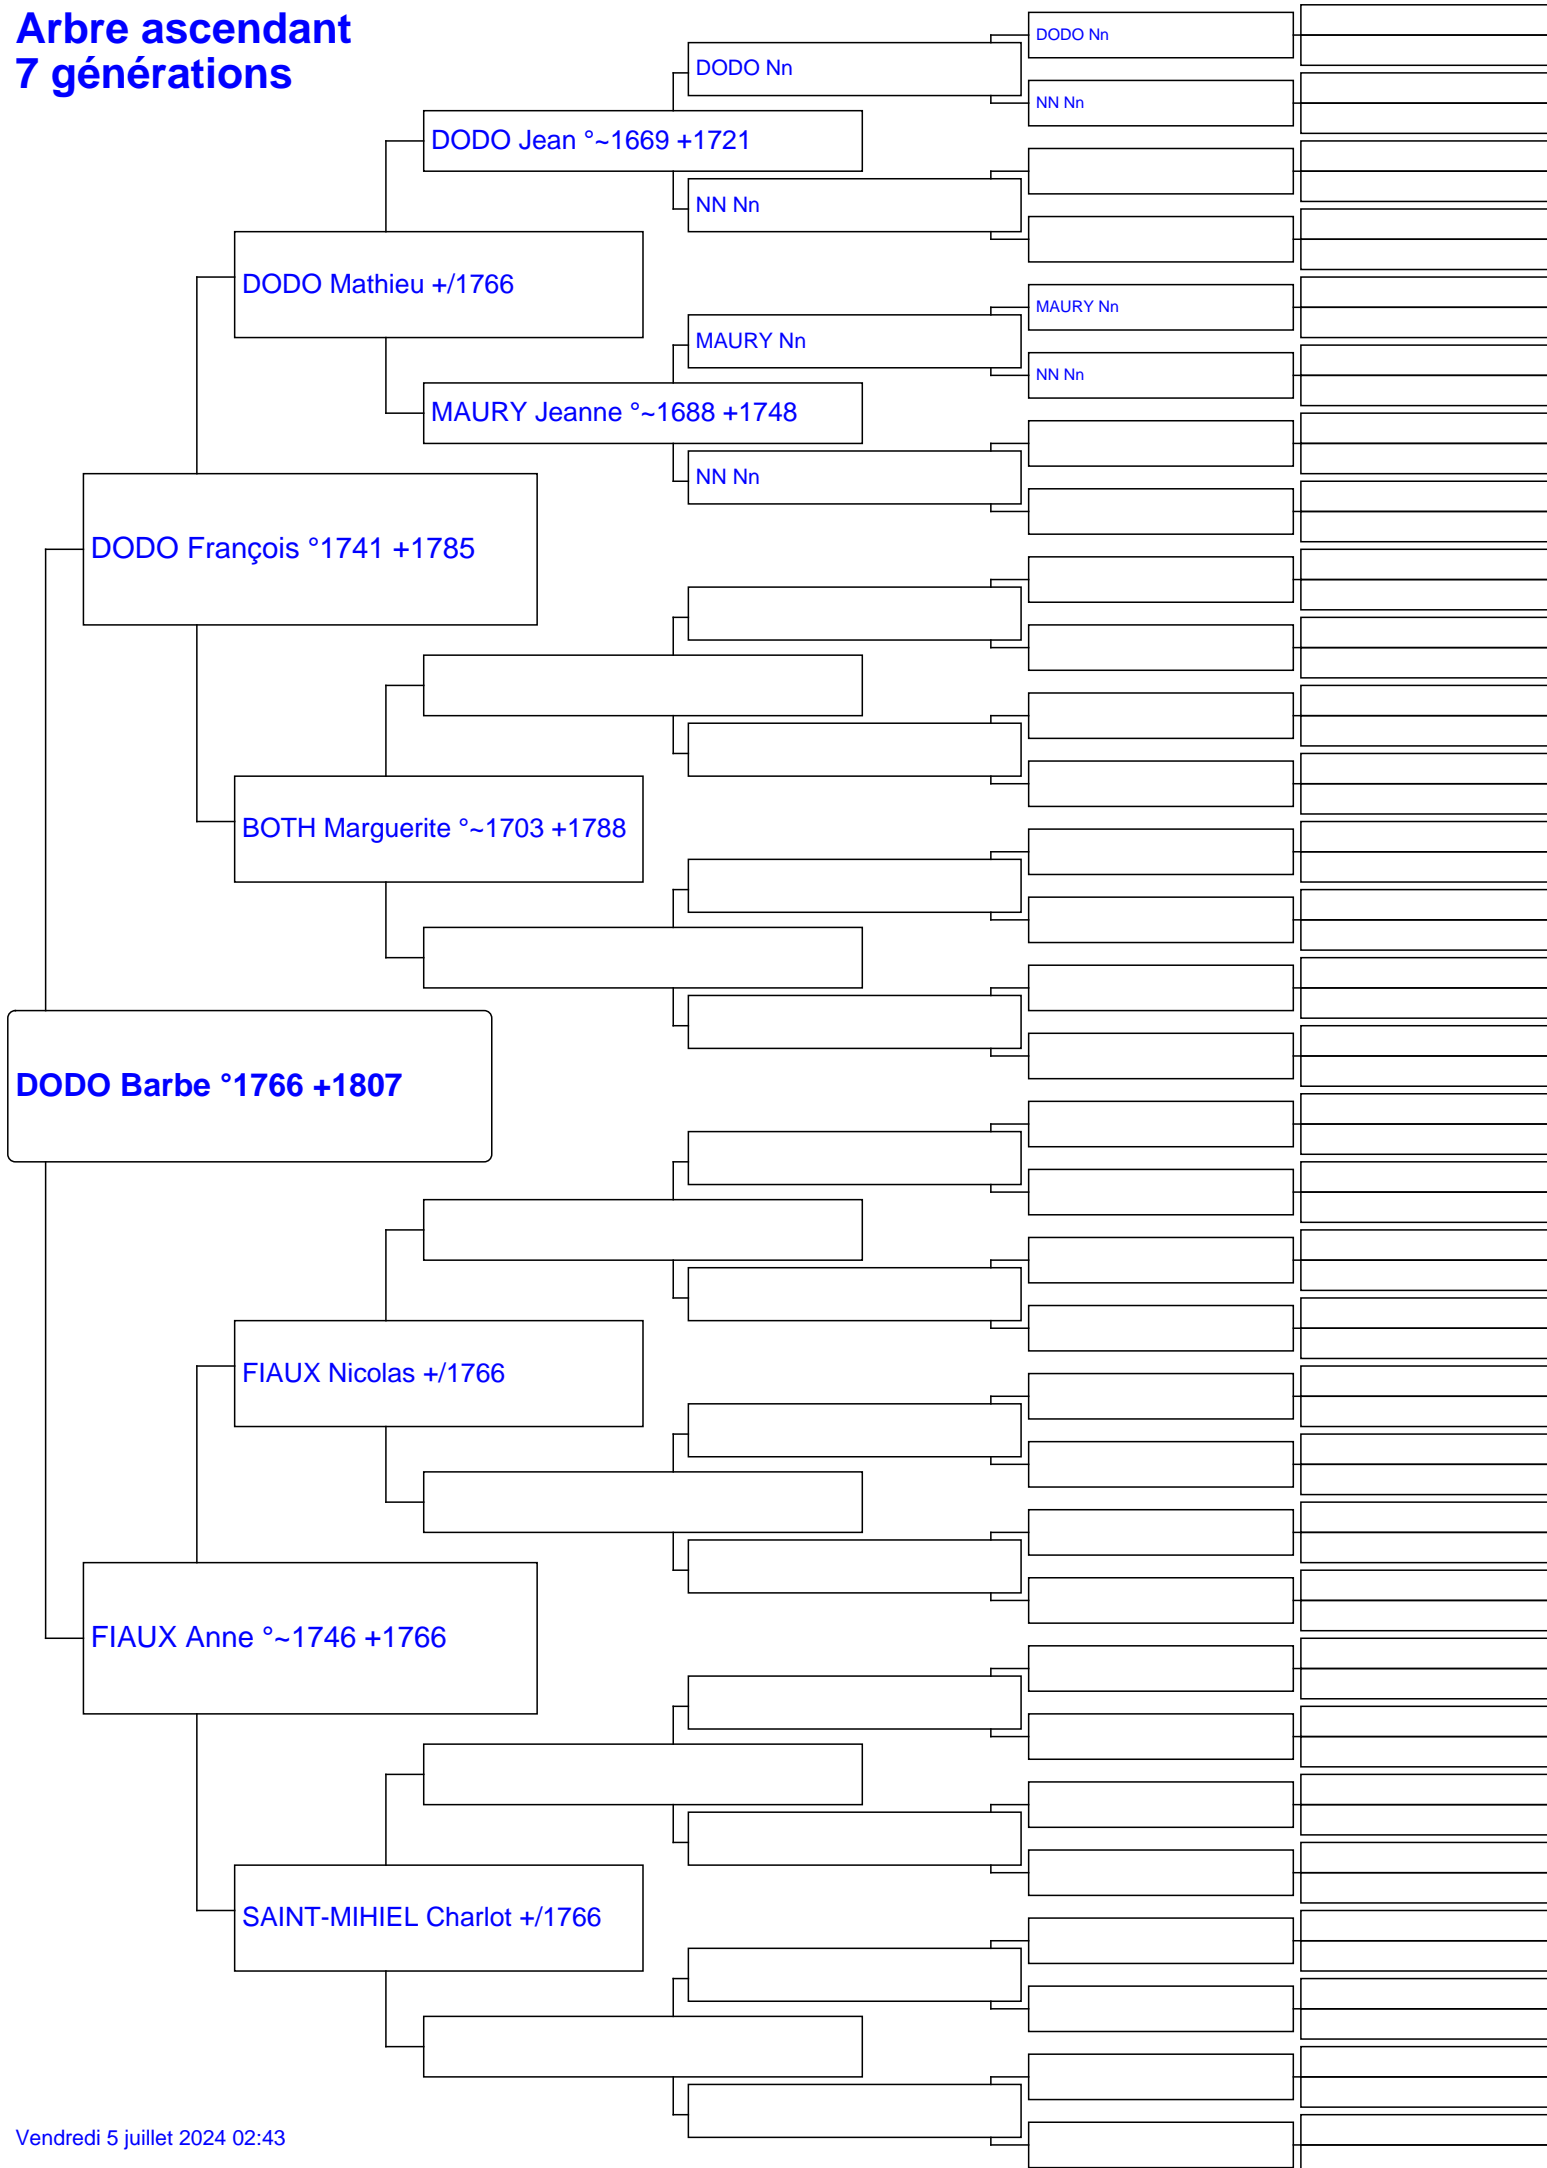 Arbre ascendant
7 générations
DODO Nn
DODO Nn
NN Nn
DODO Jean °~1669 +1721
NN Nn
DODO Mathieu +/1766
MAURY Nn
MAURY Nn
NN Nn
MAURY Jeanne °~1688 +1748
NN Nn
DODO François °1741 +1785
BOTH Marguerite °~1703 +1788
DODO Barbe °1766 +1807
FIAUX Nicolas +/1766
FIAUX Anne °~1746 +1766
SAINT-MIHIEL Charlot +/1766
Vendredi 5 juillet 2024 02:43